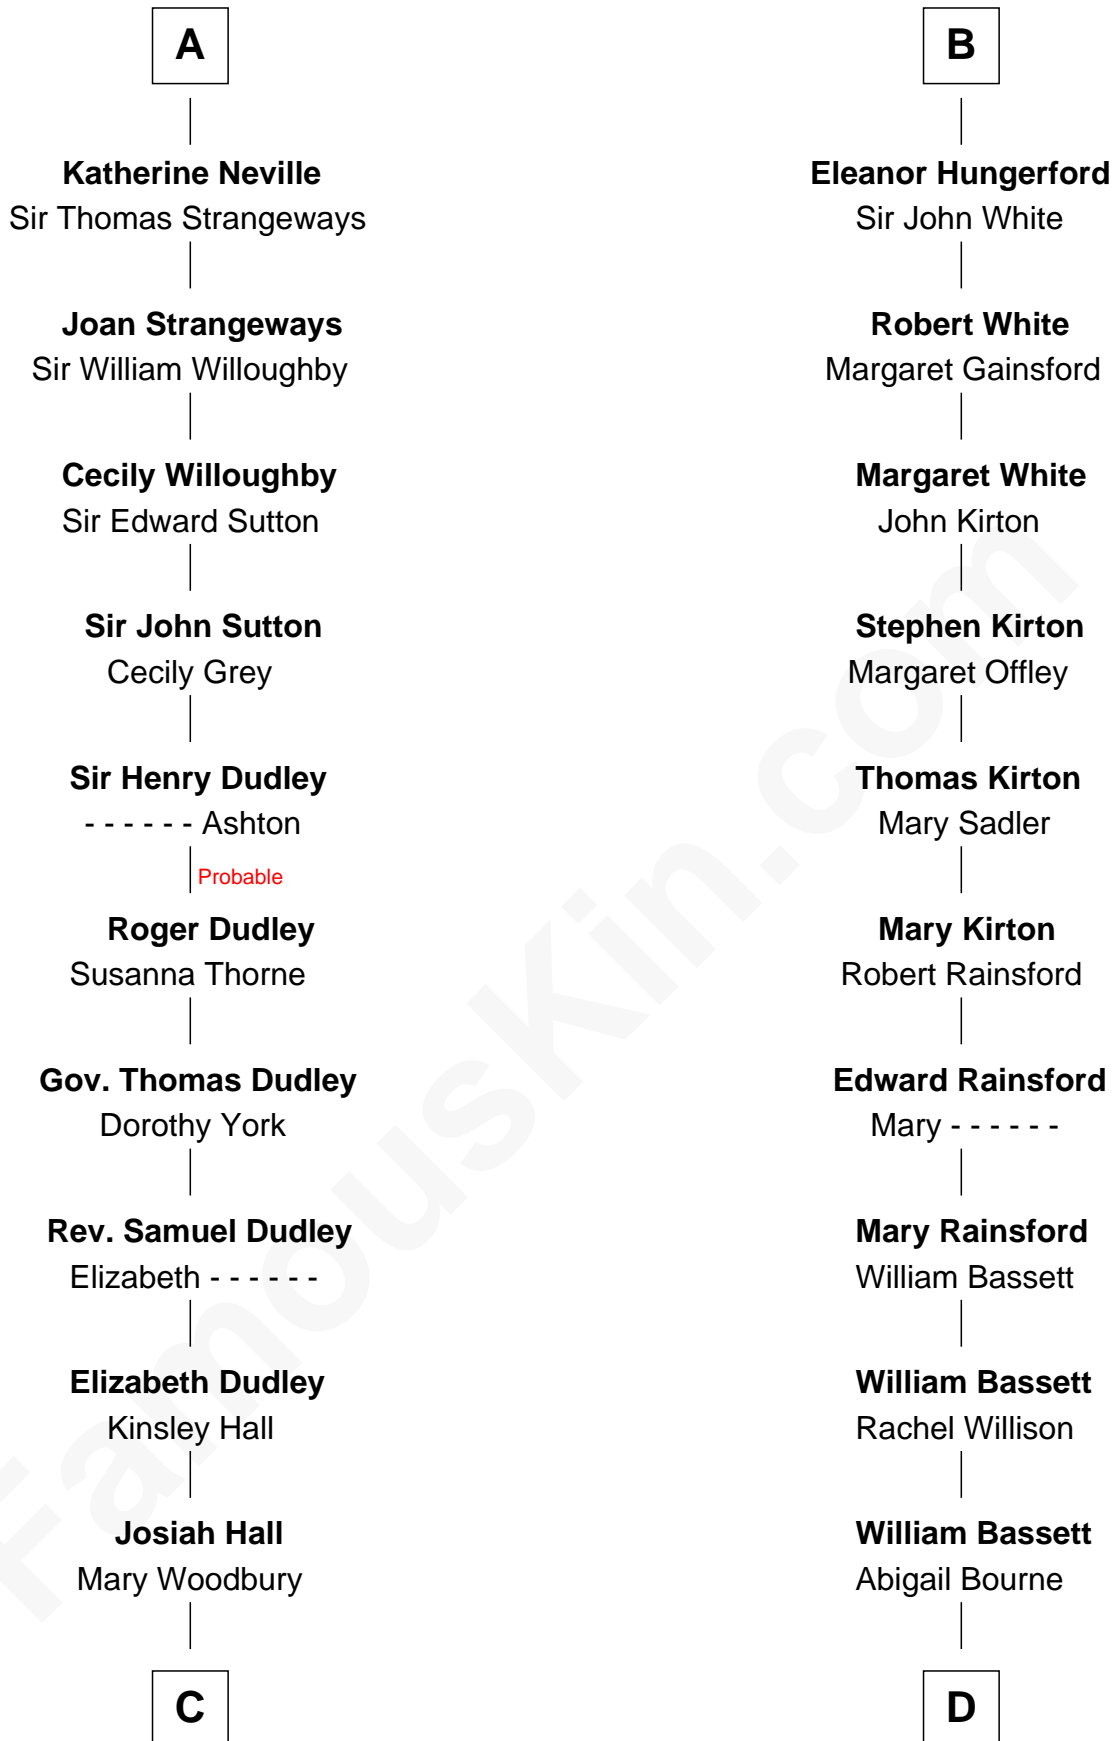 A
Katherine Neville
Sir Thomas Strangeways
Joan Strangeways
Sir William Willoughby
Cecily Willoughby
Sir Edward Sutton
Sir John Sutton
Cecily Grey
Sir Henry Dudley
- - - - - - Ashton
Probable
Roger Dudley
Susanna Thorne
Gov. Thomas Dudley
Dorothy York
Rev. Samuel Dudley
Elizabeth - - - - - -
Elizabeth Dudley
Kinsley Hall
Josiah Hall
Mary Woodbury
C
B
Eleanor Hungerford
Sir John White
Robert White
Margaret Gainsford
Margaret White
John Kirton
Stephen Kirton
Margaret Offley
Thomas Kirton
Mary Sadler
Mary Kirton
Robert Rainsford
Edward Rainsford
Mary - - - - - -
Mary Rainsford
William Bassett
William Bassett
Rachel Willison
William Bassett
Abigail Bourne
D
FamousKin.com